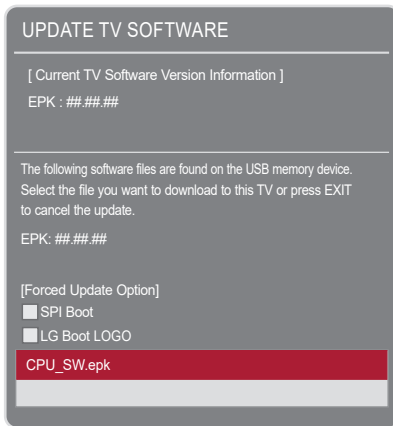 UPDATE TV SOFTWARE
[ Current TV Software Version Information ]
EPK : ##.##.##
The following software files are found on the USB memory device.
Select the file you want to download to this TV or press EXIT
to cancel the update.
EPK: ##.##.##
[Forced Update Option]
SPI Boot
LG Boot LOGO
CPU_SW.epk